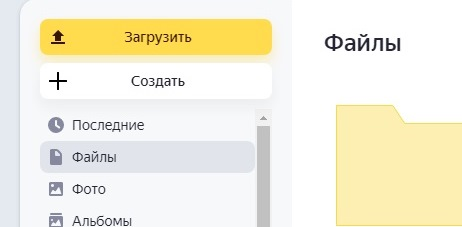 Загрузить
Создать
Последние
Файлы
Фото
Альбомы
Файлы